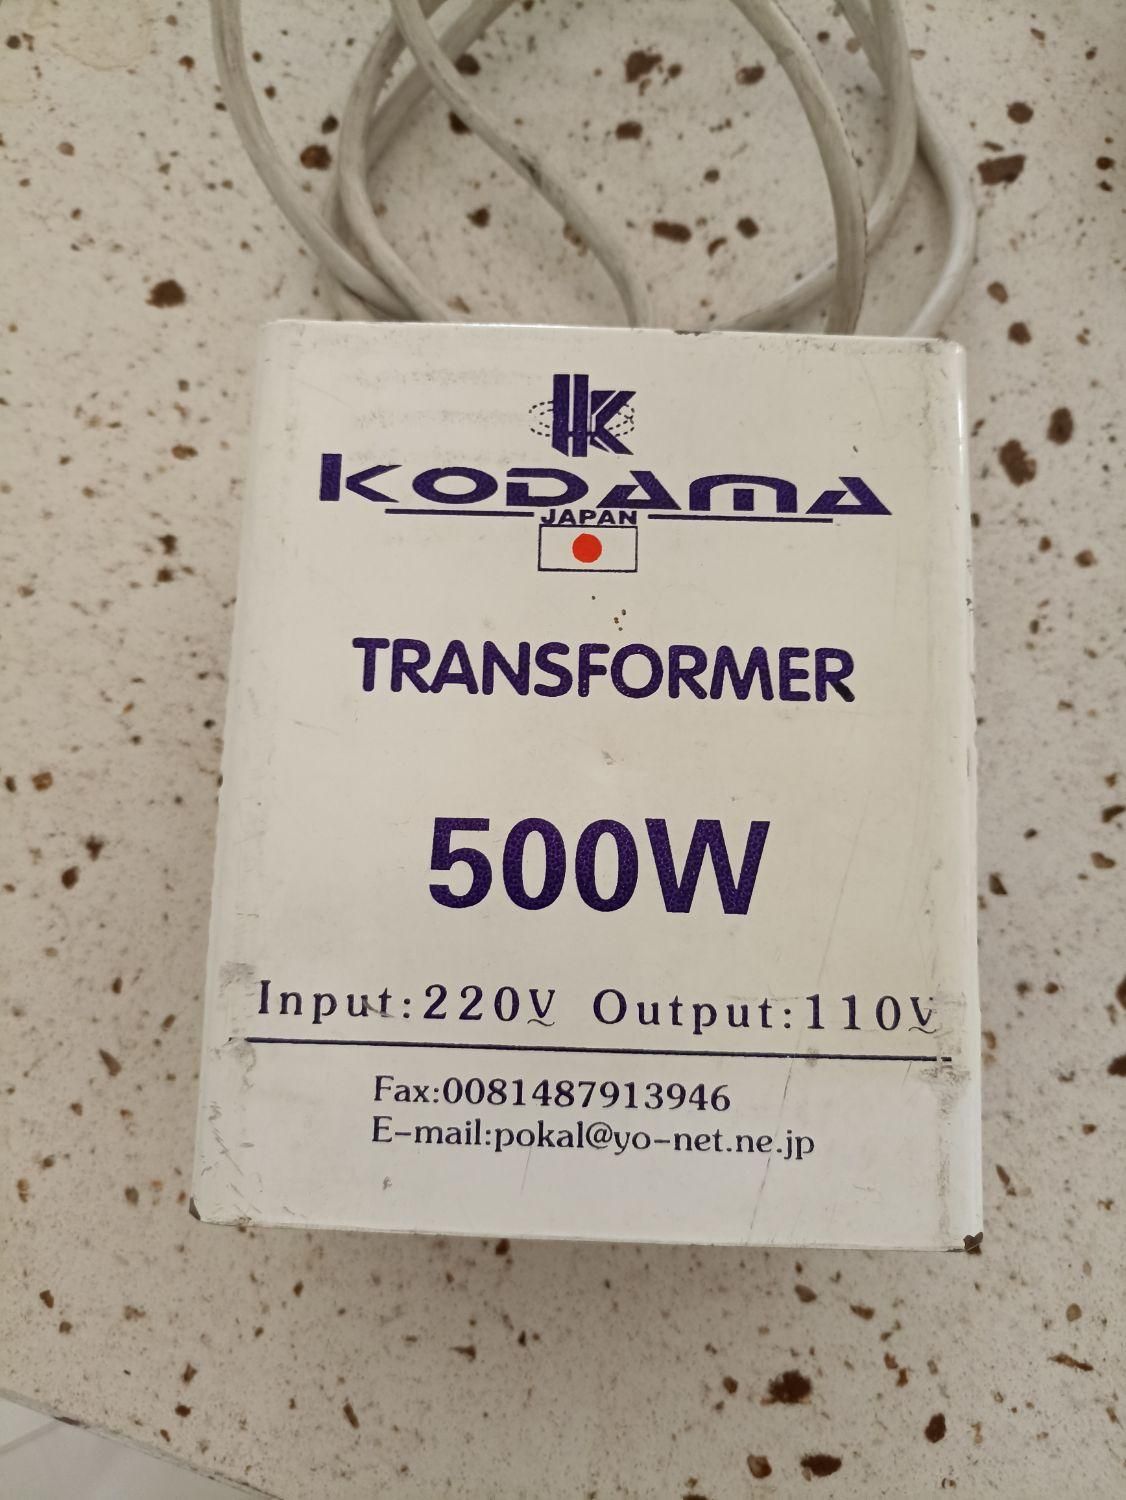 KODAMA
JAPAN
TRANSFORMER
500W
Input:220V~ Output:110V~
Fax:0081487913946
E-mail:pokal@yo-net.ne.jp